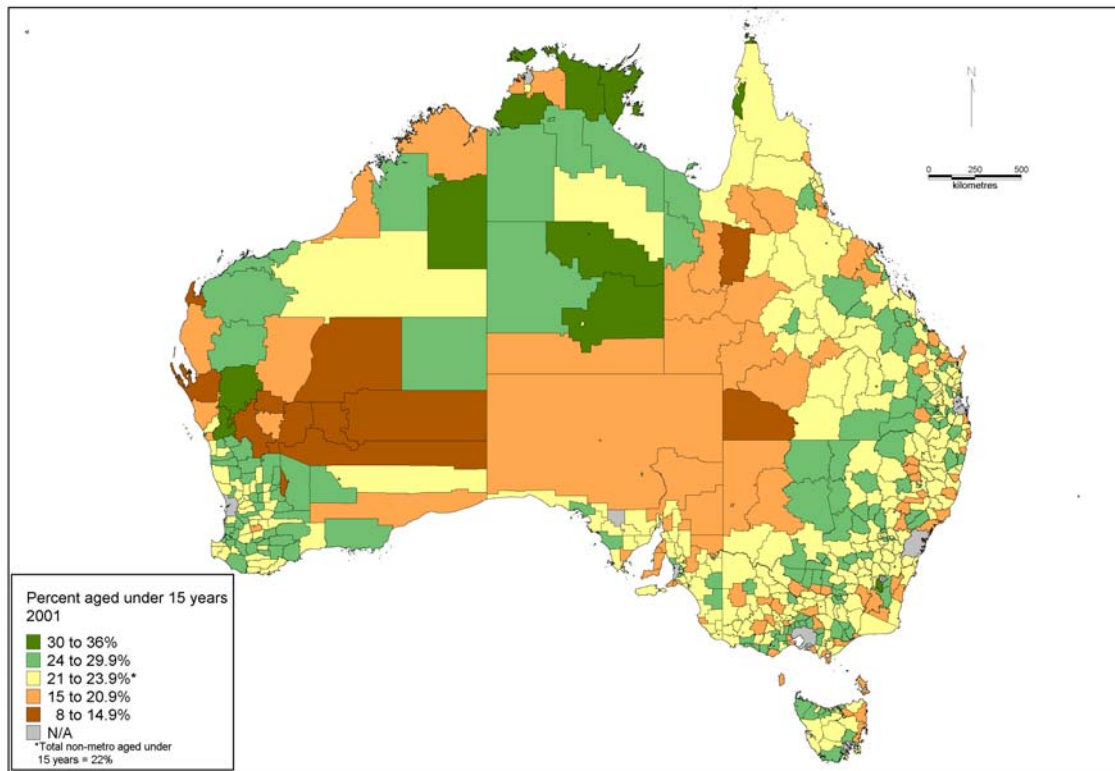 N
0 250 500
kilometres
Percent aged under 15 years
2001
30 to 36%
24 to 29.9%
21 to 23.9%*
15 to 20.9%
8 to 14.9%
N/A
*Total non-metro aged under
15 years = 22%